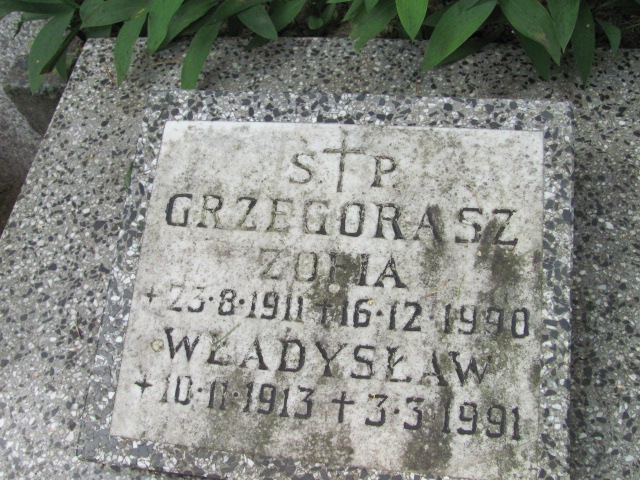 S†P.
GRZEGORASZ
ZOFIA
+23·8·1911 +16·12 1990
WŁADYSŁAW
+10·11·1913 +3·3 1991